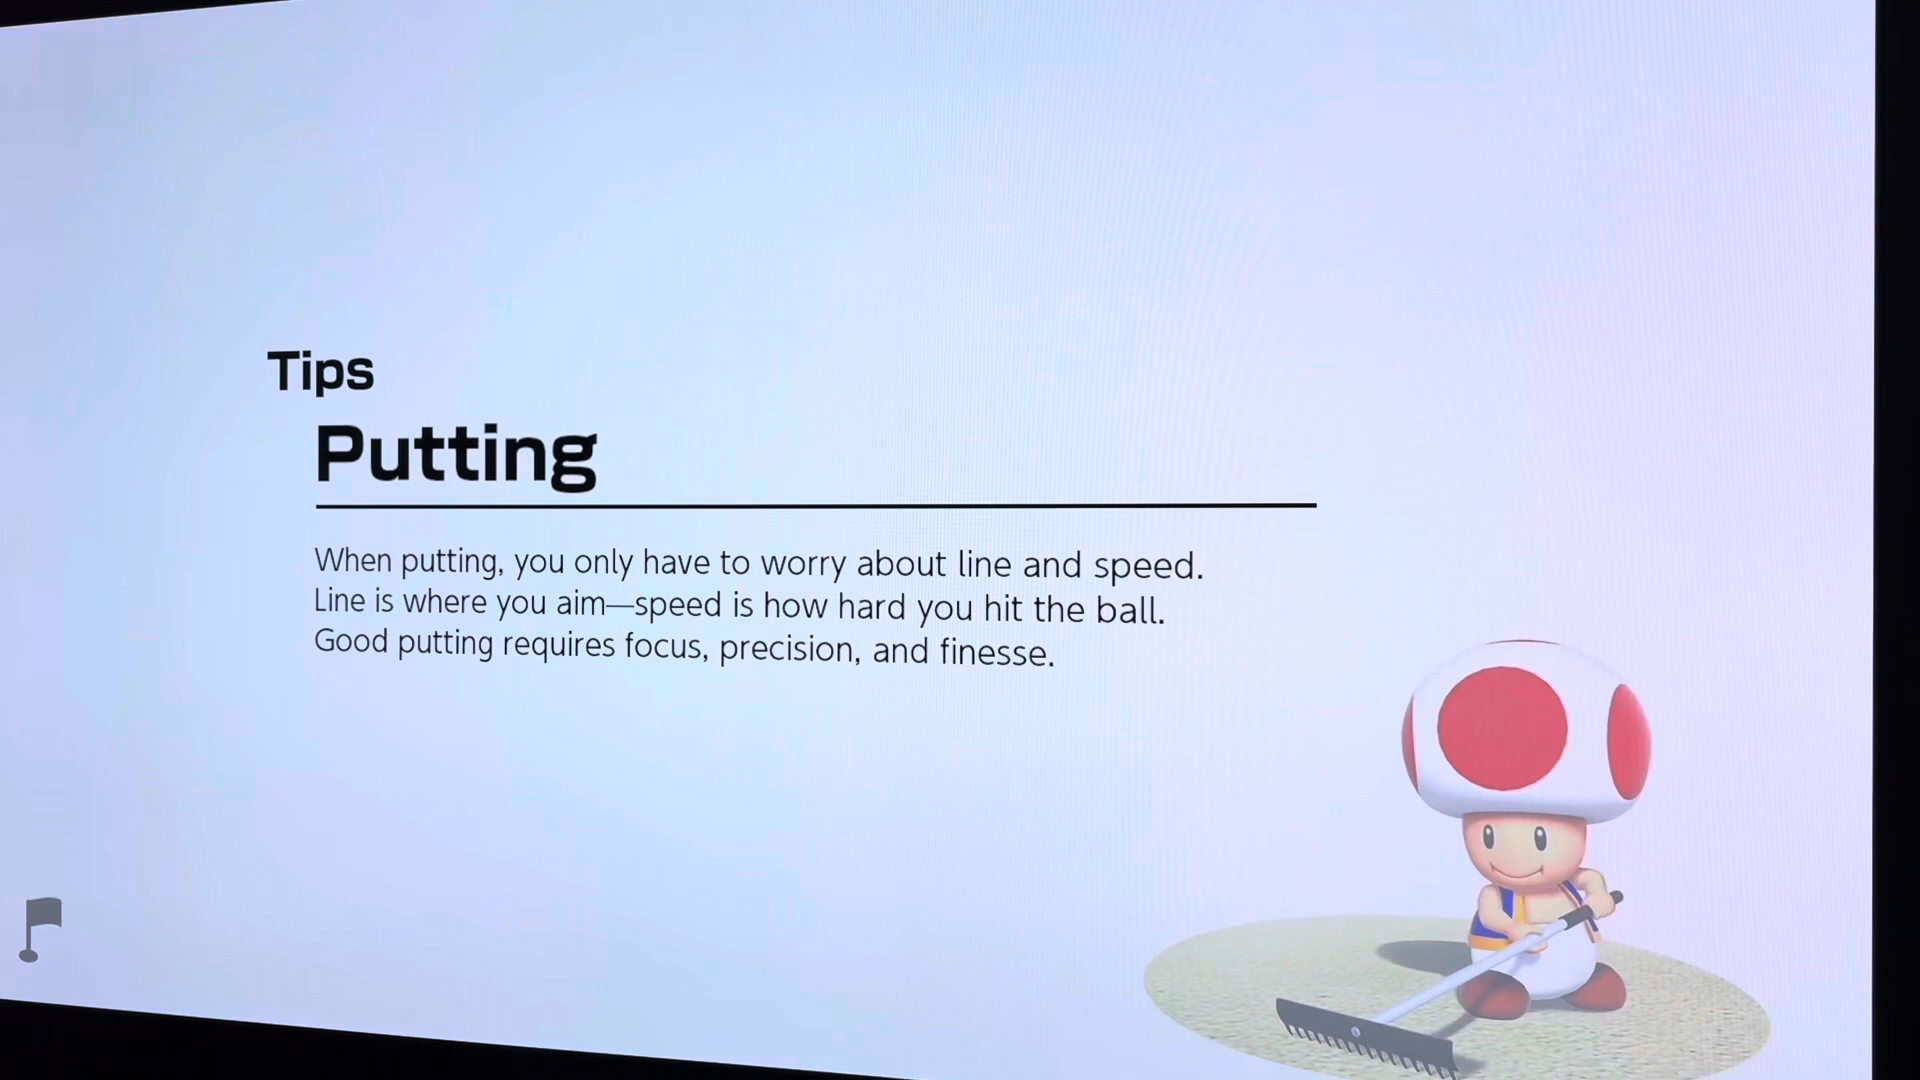 Tips
Putting
When putting, you only have to worry about line and speed.
Line is where you aim—speed is how hard you hit the ball.
Good putting requires focus, precision, and finesse.